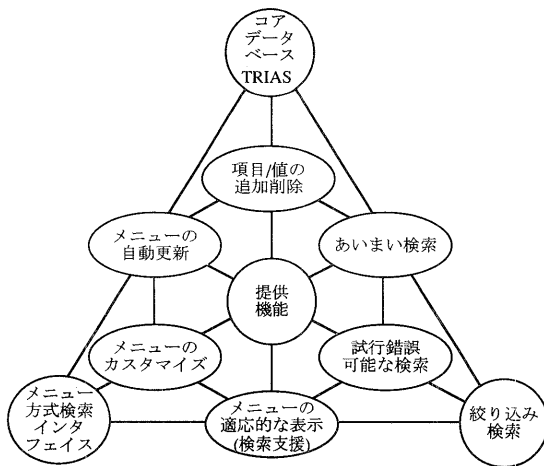 コア
データ
ベース
TRIAS
項目/値の
追加削除
メニューの
自動更新
あいまい検索
提供
機能
メニューの
カスタマイズ
試行錯誤
可能な検索
メニュー
方式検索
インタ
フェイス
メニューの
適応的な表示
(検索支援)
絞り込み
検索